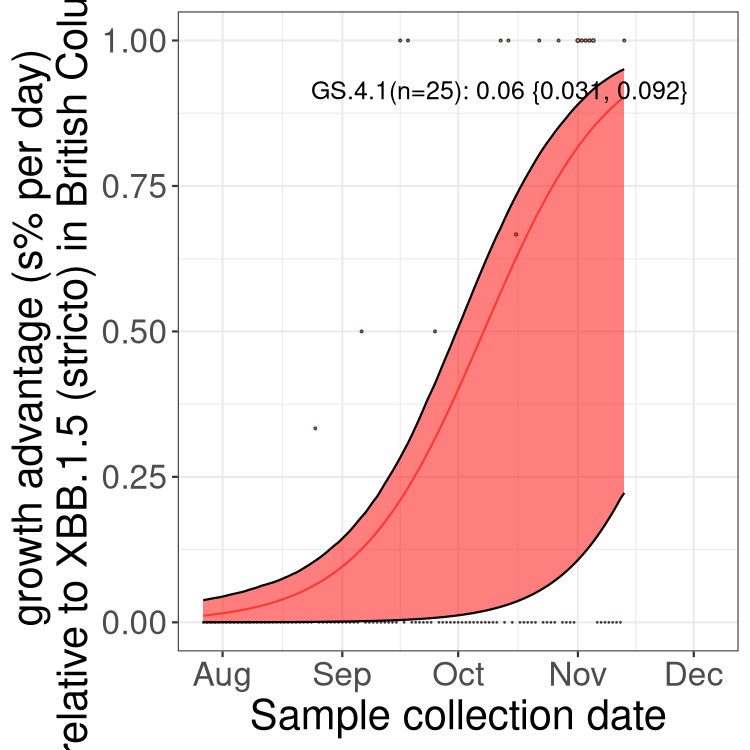 growth advantage (s% per day)
relative to XBB.1.5 (stricto) in British Colu
1.00
0.75
0.50
0.25
0.00
GS.4.1(n=25): 0.06 {0.031, 0.092}
Aug Sep Oct Nov Dec
Sample collection date